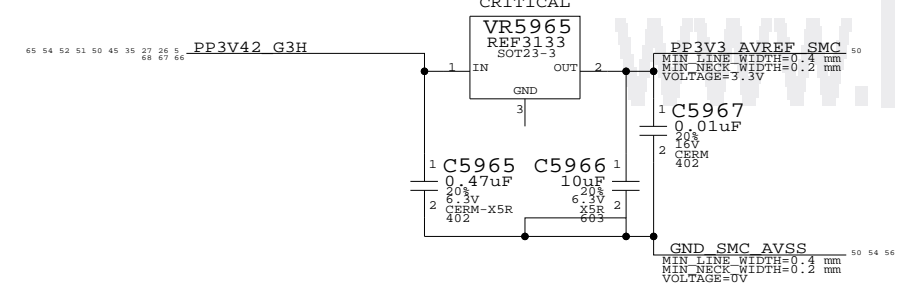 CRITICAL
VR5965
REF3133
SOT23-3
65 54 52 51 50 45 35 27 26 5
68 67 66
PP3V42_G3H
1 IN
OUT 2
GND
3
PP3V3_AVREF_SMC 50
MIN_LINE_WIDTH=0.4 mm
MIN_NECK_WIDTH=0.2 mm
VOLTAGE=3.3V
1 C5967
0.01uF
20%
16V
2 CERM
402
1 C5965
0.47uF
20%
6.3V
2 CERM-X5R
402
C5966 1
10uF
20%
6.3V
X5R 2
603
GND_SMC_AVSS 50 54 56
MIN_LINE_WIDTH=0.4 mm
MIN_NECK_WIDTH=0.2 mm
VOLTAGE=0V
www.